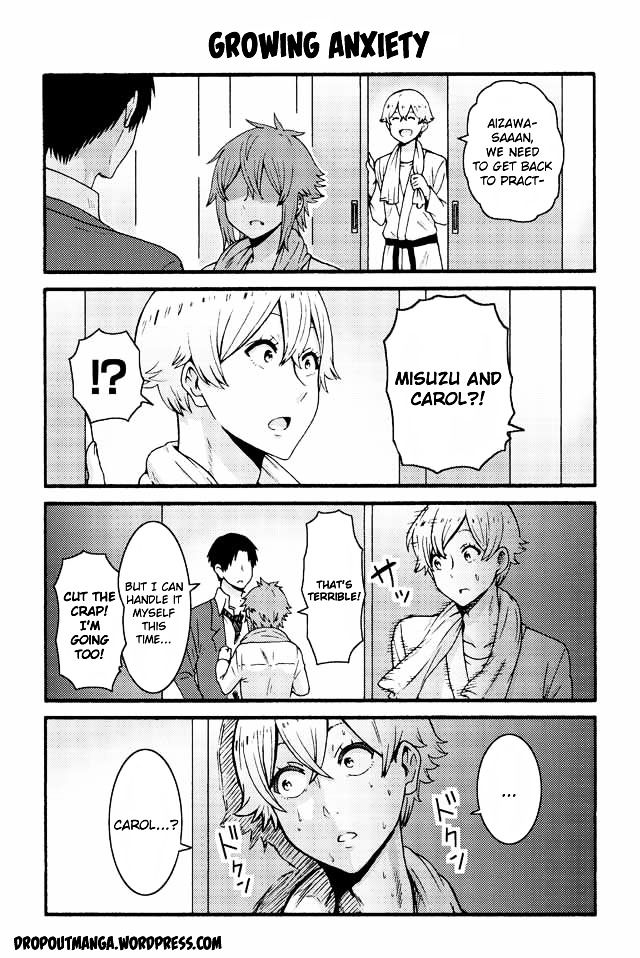 GROWING ANXIETY
AIZAWA-
SAAAN,
WE NEED
TO GET BACK
TO PRACT-
MISUZU AND
CAROL?!
!?
サッ
THAT'S
TERRIBLE!
BUT I CAN
HANDLE IT
MYSELF
THIS
TIME...
CUT THE
CRAP!
I'M
GOING
TOO!
...
ドクン
ドクン
CAROL...?
DROPOUTMANGA.WORDPRESS.COM